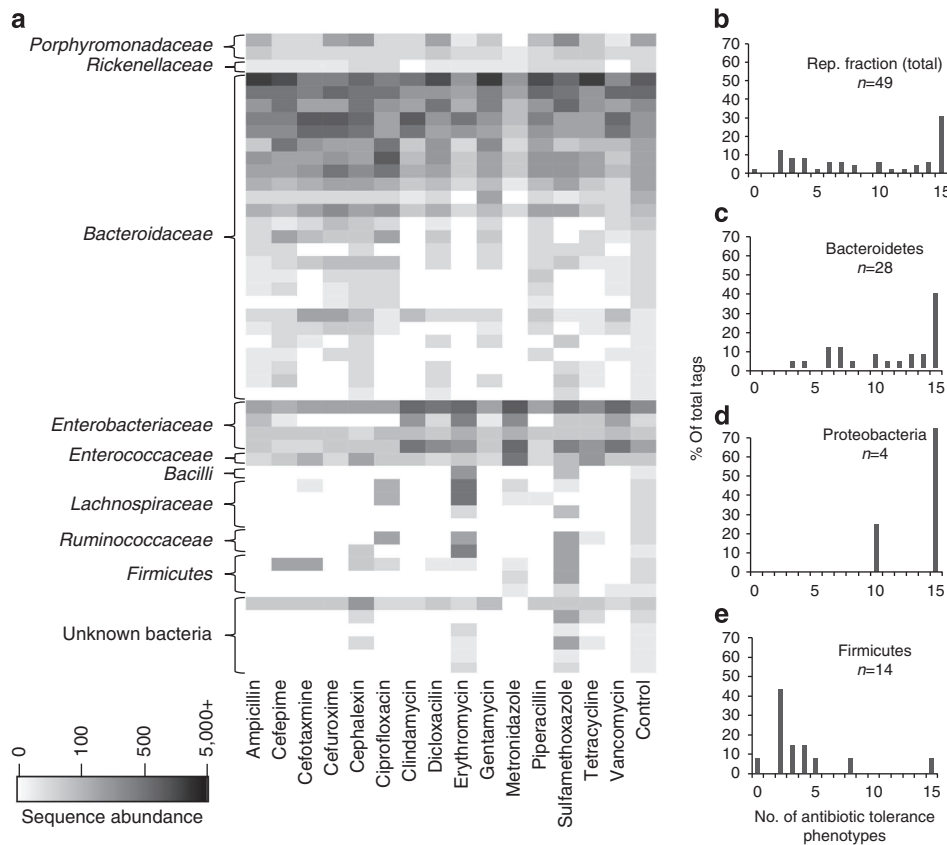 a
Porphyromonadaceae
Rickenellaceae
Bacteroidaceae
Enterobacteriaceae
Enterococcaceae
Bacilli
Lachnospiraceae
Ruminococcaceae
Firmicutes
Unknown bacteria
Ampicillin
Cefepime
Cefotaxmine
Cefuroxime
Cephalexin
Ciprofloxacin
Clindamycin
Dicloxacillin
Erythromycin
Gentamycin
Metronidazole
Piperacillin
Sulfamethoxazole
Tetracycline
Vancomycin
Control
0 100 500 5,000+
Sequence abundance
b
70
60
50
40
30
20
10
0
0 5 10 15
Rep. fraction (total)
n=49
c
70
60
50
40
30
20
10
0
0 5 10 15
Bacteroidetes
n=28
% Of total tags
d
70
60
50
40
30
20
10
0
0 5 10 15
Proteobacteria
n=4
e
70
60
50
40
30
20
10
0
0 5 10 15
Firmicutes
n=14
No. of antibiotic tolerance
phenotypes